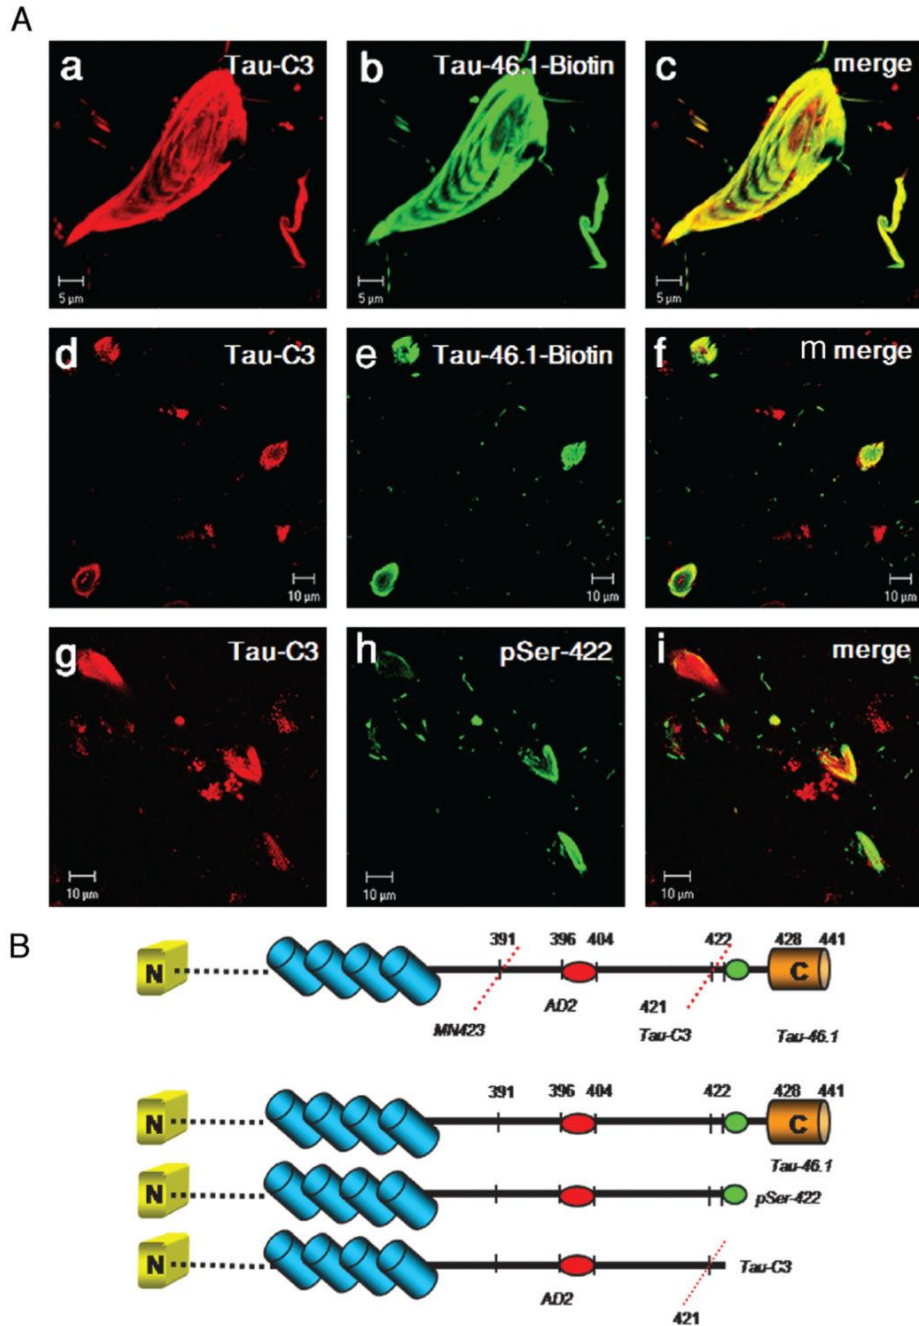 A
a Tau-C3 b Tau-46.1-Biotin c merge
5 µm 5 µm 5 µm
d Tau-C3 e Tau-46.1-Biotin f m merge
10 µm 10 µm 10 µm
g Tau-C3 h pSer-422 i merge
10 µm 10 µm 10 µm
B
391 396 404 422 428 441
N C
421
MN423 AD2 Tau-C3 Tau-46.1
391 396 404 422 428 441
N C
Tau-46.1
N pSer-422
N Tau-C3
AD2
421